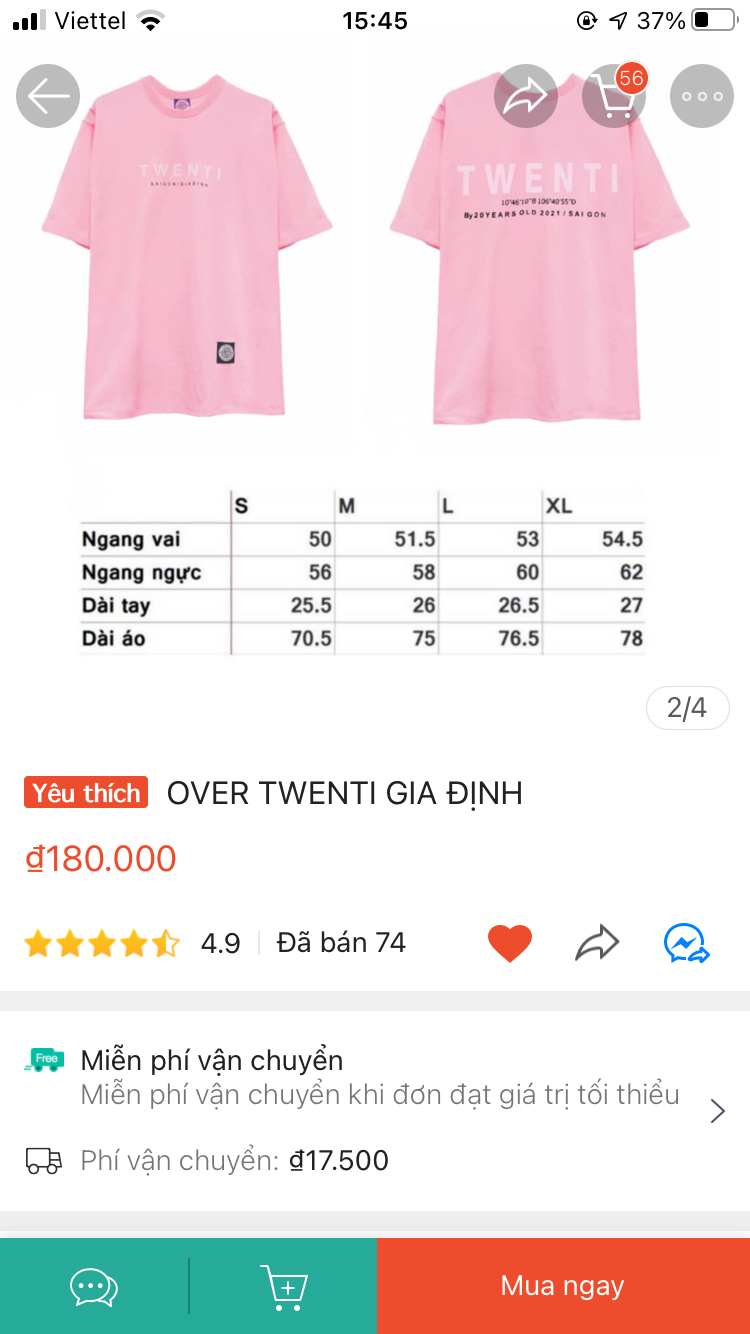 Viettel 15:45 37%
56
TWENTI
SAIGON/GIADINH
TWENTI
10°46'10"B 106°40'55"Đ
By20YEARS OLD 2021 / SAI GON
S M L XL
Ngang vai 50 51.5 53 54.5
Ngang ngực 56 58 60 62
Dài tay 25.5 26 26.5 27
Dài áo 70.5 75 76.5 78
2/4
Yêu thích OVER TWENTI GIA ĐỊNH
₫180.000
4.9 Đã bán 74
Free Miễn phí vận chuyển
Miễn phí vận chuyển khi đơn đạt giá trị tối thiểu
Phí vận chuyển: ₫17.500
Mua ngay